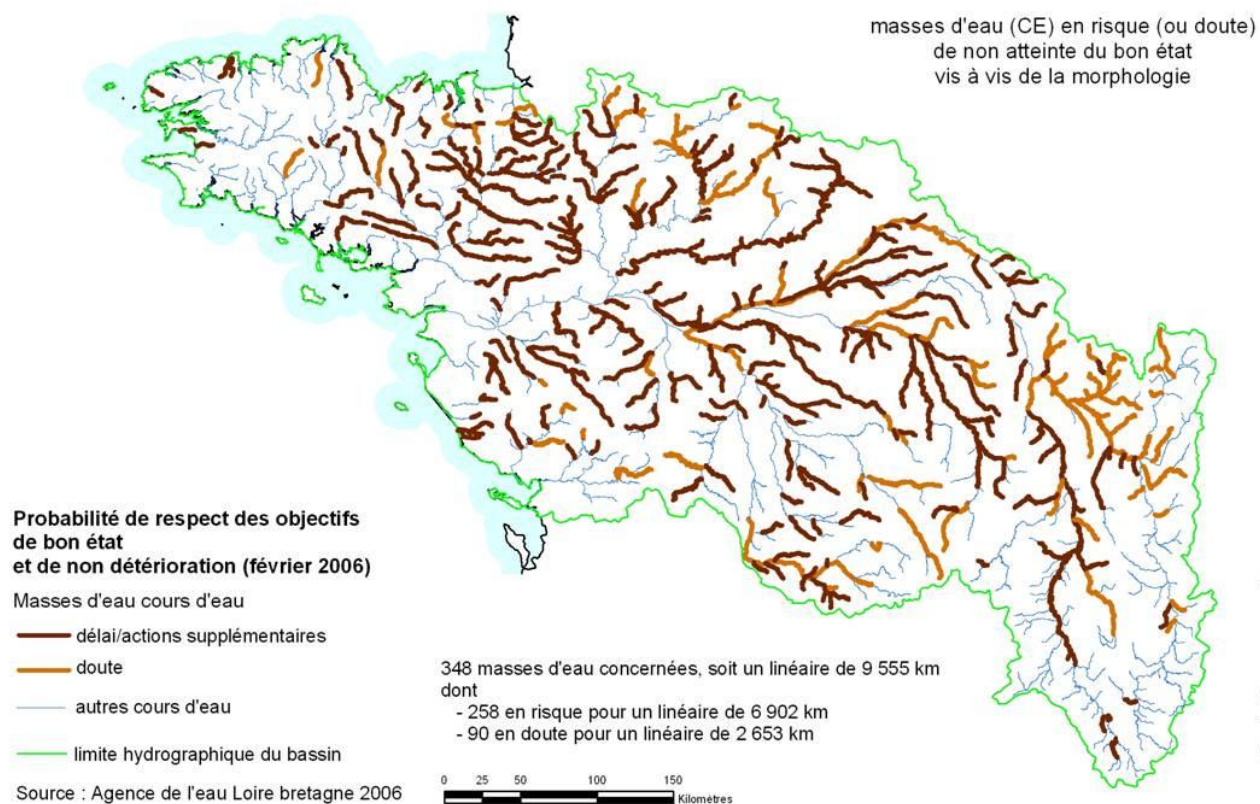 masses d'eau (CE) en risque (ou doute)
de non atteinte du bon état
vis à vis de la morphologie
Probabilité de respect des objectifs
de bon état
et de non détérioration (février 2006)
Masses d'eau cours d'eau
délai/actions supplémentaires
doute
autres cours d'eau
limite hydrographique du bassin
Source : Agence de l'eau Loire bretagne 2006
348 masses d'eau concernées, soit un linéaire de 9 555 km
dont
- 258 en risque pour un linéaire de 6 902 km
- 90 en doute pour un linéaire de 2 653 km
0 25 50 100 150
Kilomètres